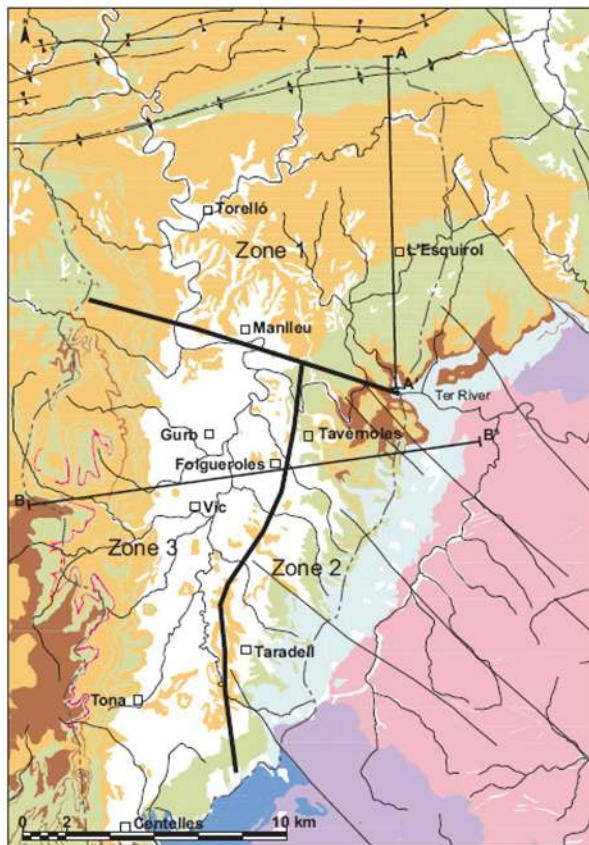 N
A
Torelló
Zone 1
L'Esquirol
Manlleu
A'
Ter River
Gurb
Tavèrnoles
B'
Folgueroles
B
Vic
Zone 3
Zone 2
Taradell
Tona
0 2 10 km
Centelles